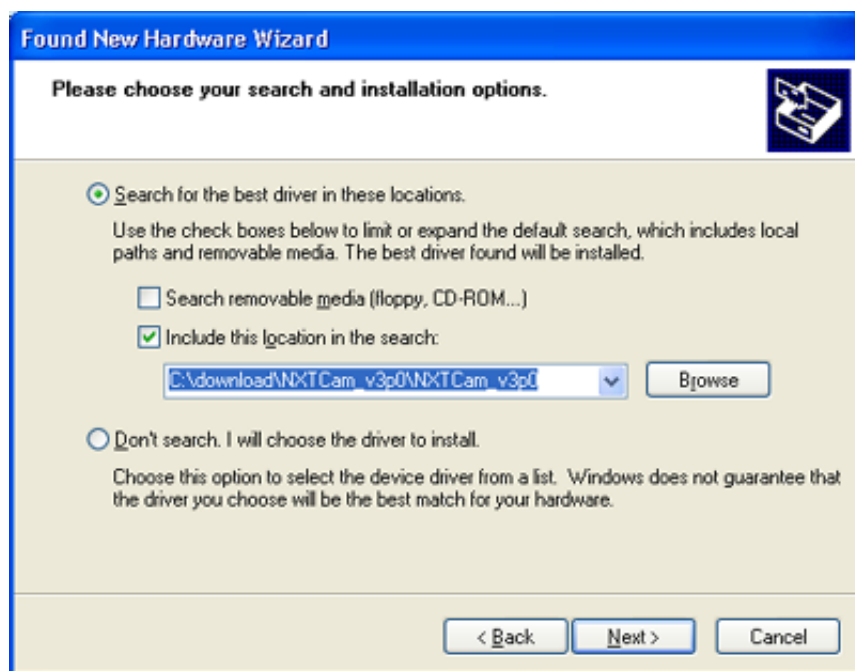 Found New Hardware Wizard
Please choose your search and installation options.
Search for the best driver in these locations.
Use the check boxes below to limit or expand the default search, which includes local
paths and removable media. The best driver found will be installed.
Search removable media (floppy, CD-ROM...)
Include this location in the search:
C:\download\NXTCam_v3p0\NXTCam_v3p0
Browse
Don't search. I will choose the driver to install.
Choose this option to select the device driver from a list. Windows does not guarantee that
the driver you choose will be the best match for your hardware.
< Back Next > Cancel